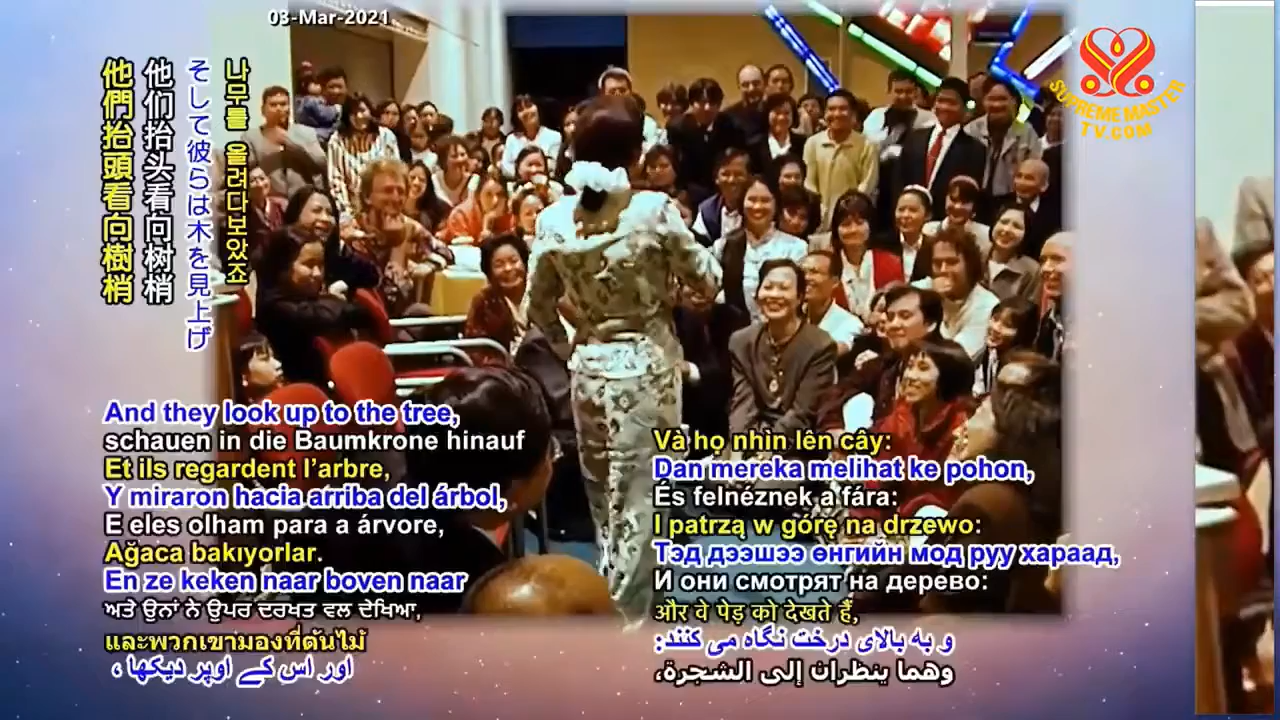 03-Mar-2021
SUPREME MASTER
TV.COM
他們抬頭看向樹梢
他们抬头看向树梢
そして彼らは木を見上げ
나무를 올려다보았죠
And they look up to the tree,
schauen in die Baumkrone hinauf
Et ils regardent l’arbre,
Y miraron hacia arriba del árbol,
E eles olham para a árvore,
Ağaca bakıyorlar.
En ze keken naar boven naar
ਅਤੇ ਉਨਾਂ ਨੇ ਉਪਰ ਦਰਖਤ ਵਲ ਦੇਖਿਆ,
และพวกเขามองที่ต้นไม้
اور اس کے اوپر دیکھا ،
Và họ nhìn lên cây:
Dan mereka melihat ke pohon,
És felnéznek a fára:
I patrzą w górę na drzewo:
Тэд дээшээ өнгийн мод руу хараад,
И они смотрят на дерево:
और वे पेड़ को देखते हैं,
و به بالای درخت نگاه می کنند:
وهما ينظران إلى الشجرة،